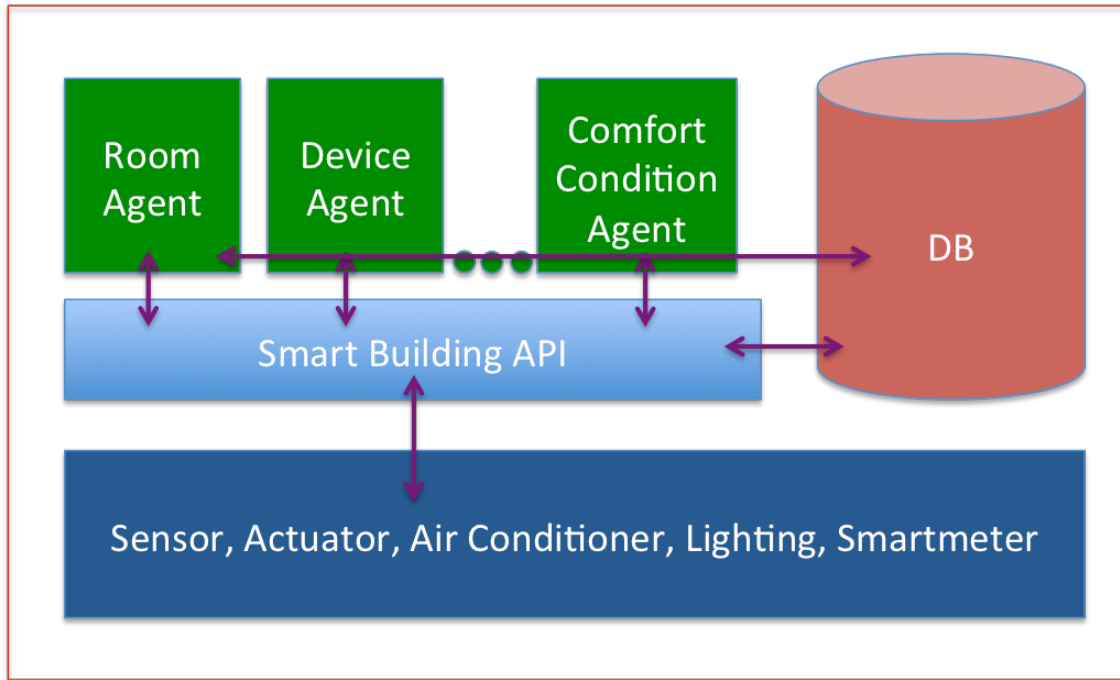 Room
Agent
Device
Agent
Comfort
Condition
Agent
DB
Smart Building API
Sensor, Actuator, Air Conditioner, Lighting, Smartmeter